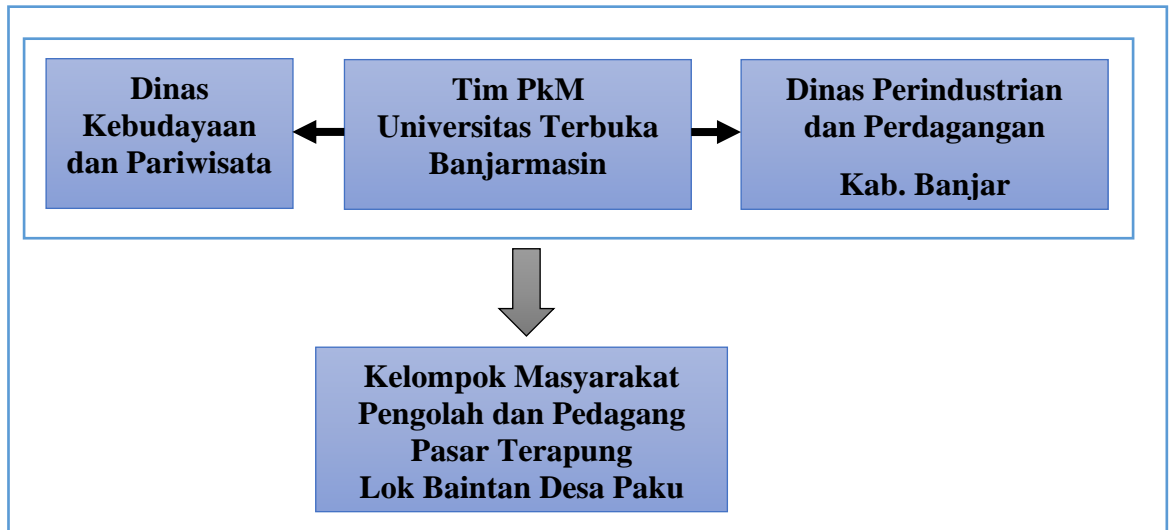 Dinas
Kebudayaan
dan Pariwisata
Tim PkM
Universitas Terbuka
Banjarmasin
Dinas Perindustrian
dan Perdagangan
Kab. Banjar
Kelompok Masyarakat
Pengolah dan Pedagang
Pasar Terapung
Lok Baintan Desa Paku